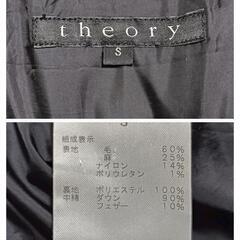 theory
S
S
組成表示
表地 毛 60%
麻 25%
ナイロン 14%
ポリウレタン 1%
裏地 ポリエステル 100%
中綿 ダウン 90%
フェザー 10%